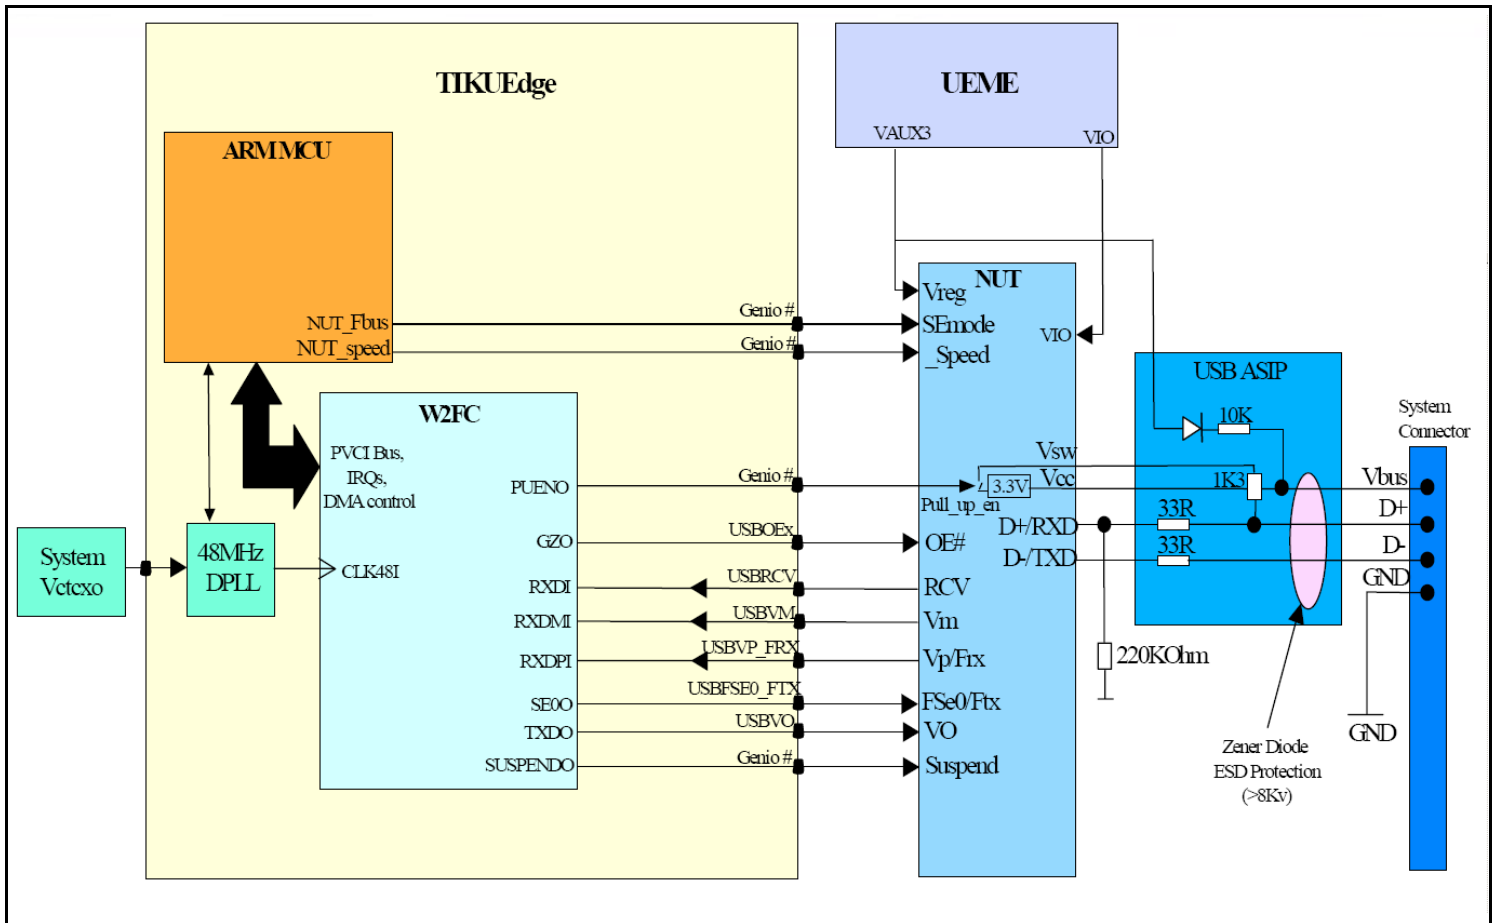 TIKUEdge
UEME
VAUX3
VIO
ARM MCU
NUT_Fbus
NUT_speed
Genio #
Genio #
NUT
Vreg
SEmode
_Speed
VIO
W2FC
PVCI Bus,
IRQs,
DMA control
CLK48I
PUENO
GZO
RXDI
RXDMI
RXDPI
SE0O
TXDO
SUSPENDO
Genio #
USBOEx
USBRCV
USBVM
USBVP_FRX
USBFSE0_FTX
USBVO
Genio #
Vsw
Vcc
3.3V
Pull_up_en
D+/RXD
D-/TXD
OE#
RCV
Vm
Vp/Frx
FSe0/Ftx
VO
Suspend
System
Vctcxo
48MHz
DPLL
USB ASIP
10K
1K3
33R
33R
220KOhm
System
Connector
Vbus
D+
D-
GND
GND
Zener Diode
ESD Protection
(>8Kv)